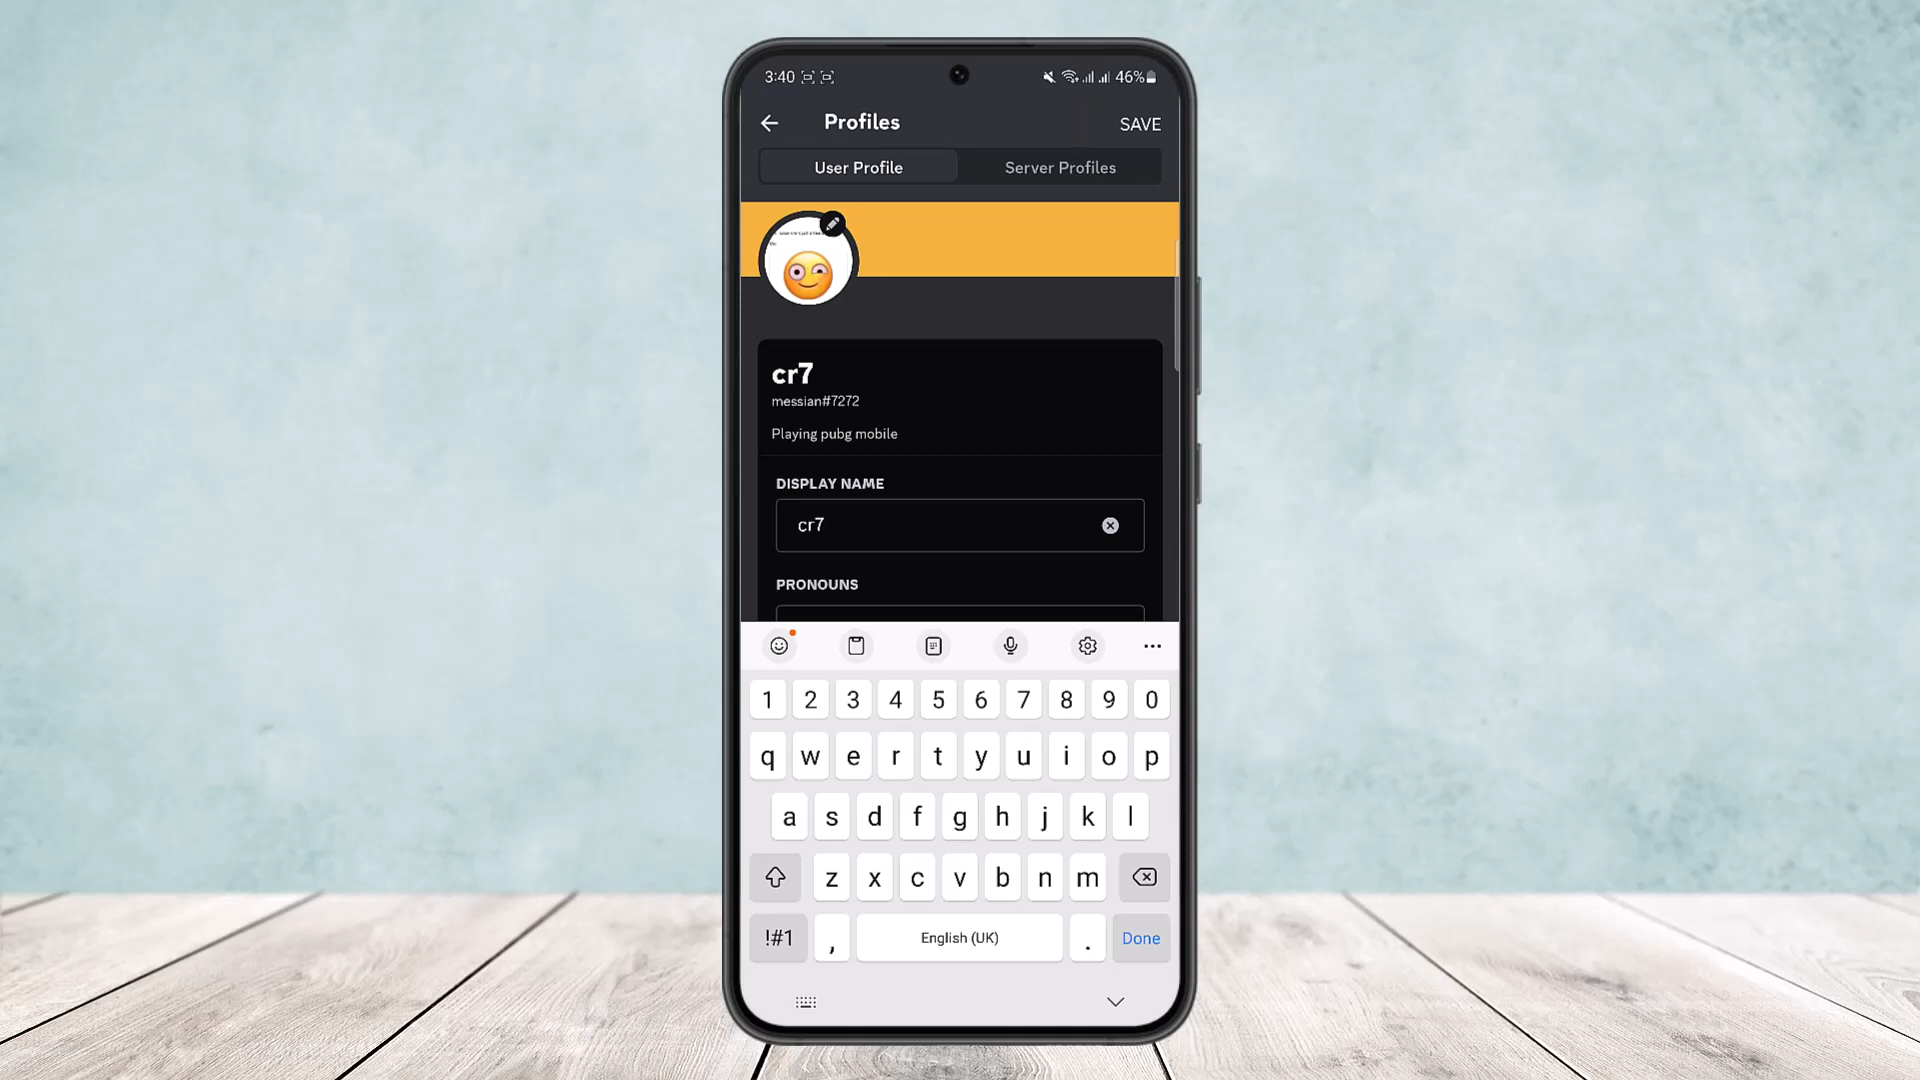 3:40 46%
Profiles SAVE
User Profile Server Profiles
cr7
messian#7272
Playing pubg mobile
DISPLAY NAME
cr7
PRONOUNS
1 2 3 4 5 6 7 8 9 0
q w e r t y u i o p
a s d f g h j k l
z x c v b n m
!#1 , English (UK) . Done